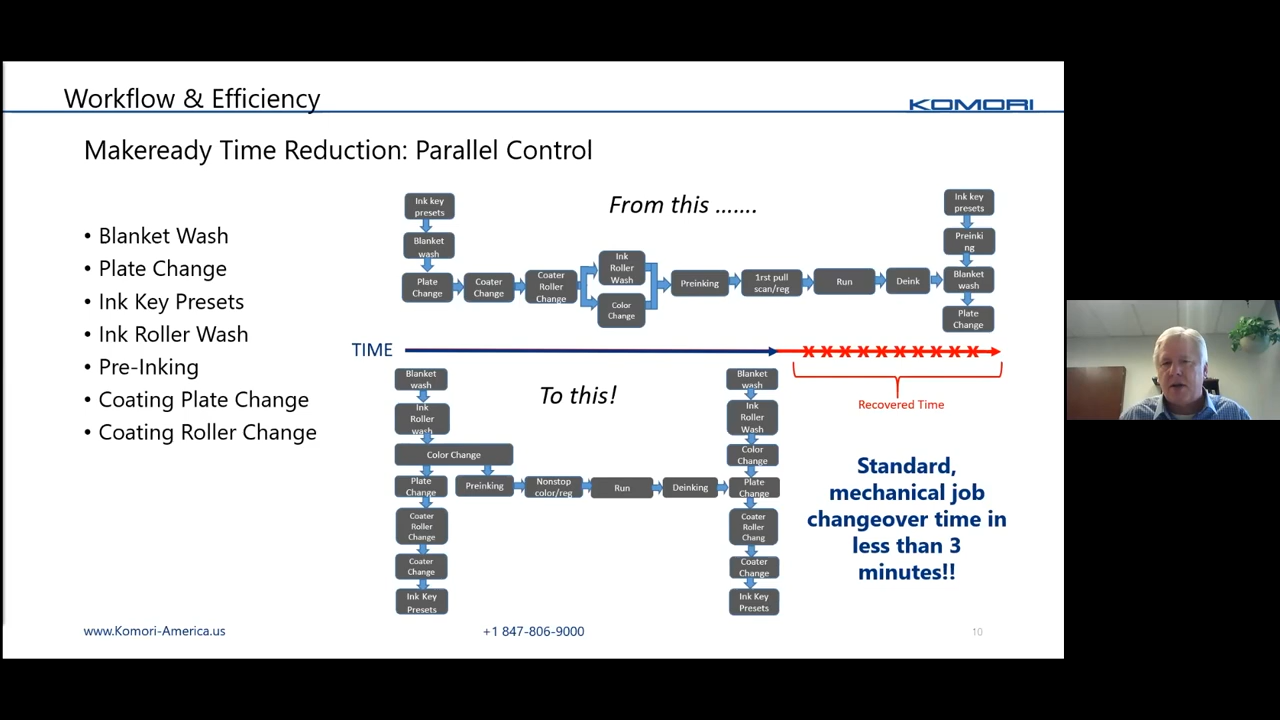 Workflow & Efficiency
KOMORI
Makeready Time Reduction: Parallel Control
• Blanket Wash
• Plate Change
• Ink Key Presets
• Ink Roller Wash
• Pre-Inking
• Coating Plate Change
• Coating Roller Change
From this .......
Ink key
presets
Blanket
wash
Plate
Change
Coater
Change
Coater
Roller
Change
Ink
Roller
Wash
Color
Change
Preinking
1rst pull
scan/reg
Run
Deink
Ink key
presets
Preinki
ng
Blanket
wash
Plate
Change
TIME
Recovered Time
To this!
Blanket
wash
Ink
Roller
wash
Color Change
Plate
Change
Coater
Roller
Change
Coater
Change
Ink Key
Presets
Preinking
Nonstop
color/reg
Run
Deinking
Blanket
wash
Ink
Roller
Wash
Color
Change
Plate
Change
Coater
Roller
Chang
Coater
Change
Ink Key
Presets
Standard,
mechanical job
changeover time in
less than 3
minutes!!
www.Komori-America.us
+1 847-806-9000
10